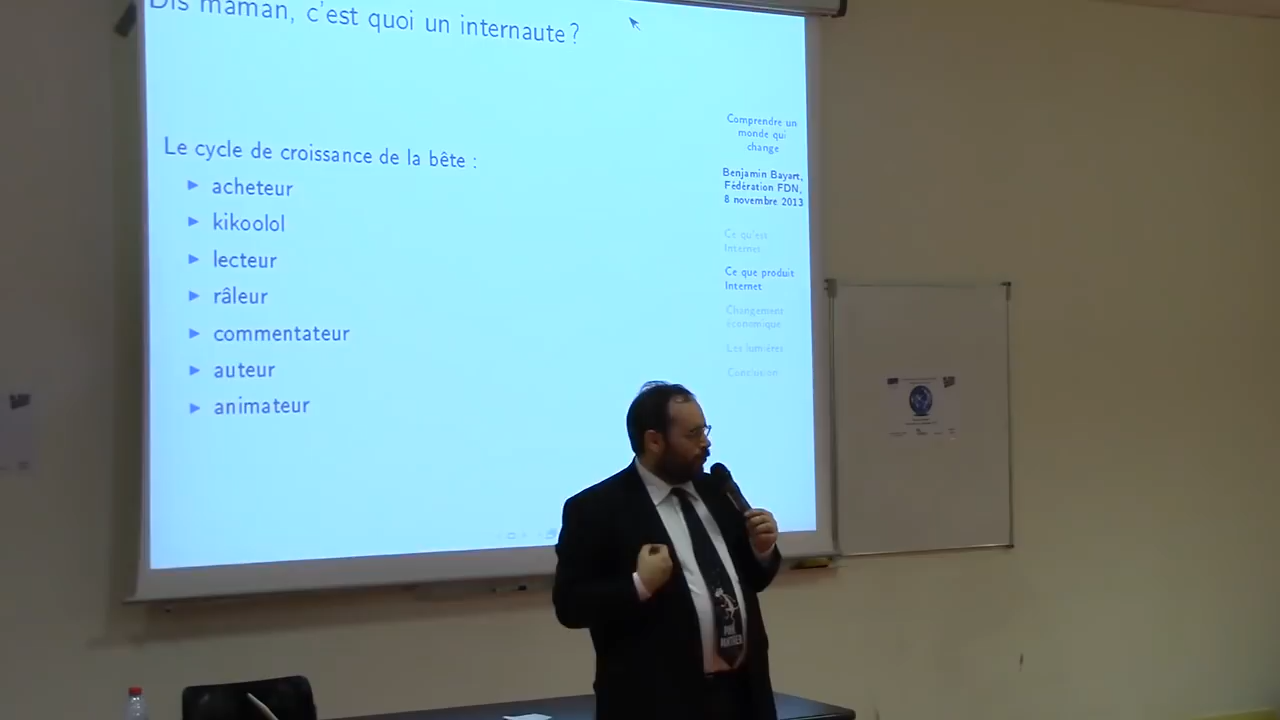 Dis maman, c'est quoi un internaute ?
Le cycle de croissance de la bête :
acheteur
kikoolol
lecteur
râleur
commentateur
auteur
animateur
Comprendre un
monde qui
change
Benjamin Bayart,
Fédération FDN,
8 novembre 2013
Ce qu'est
Internet
Ce que produit
Internet
Changement
économique
Les lumières
Conclusion